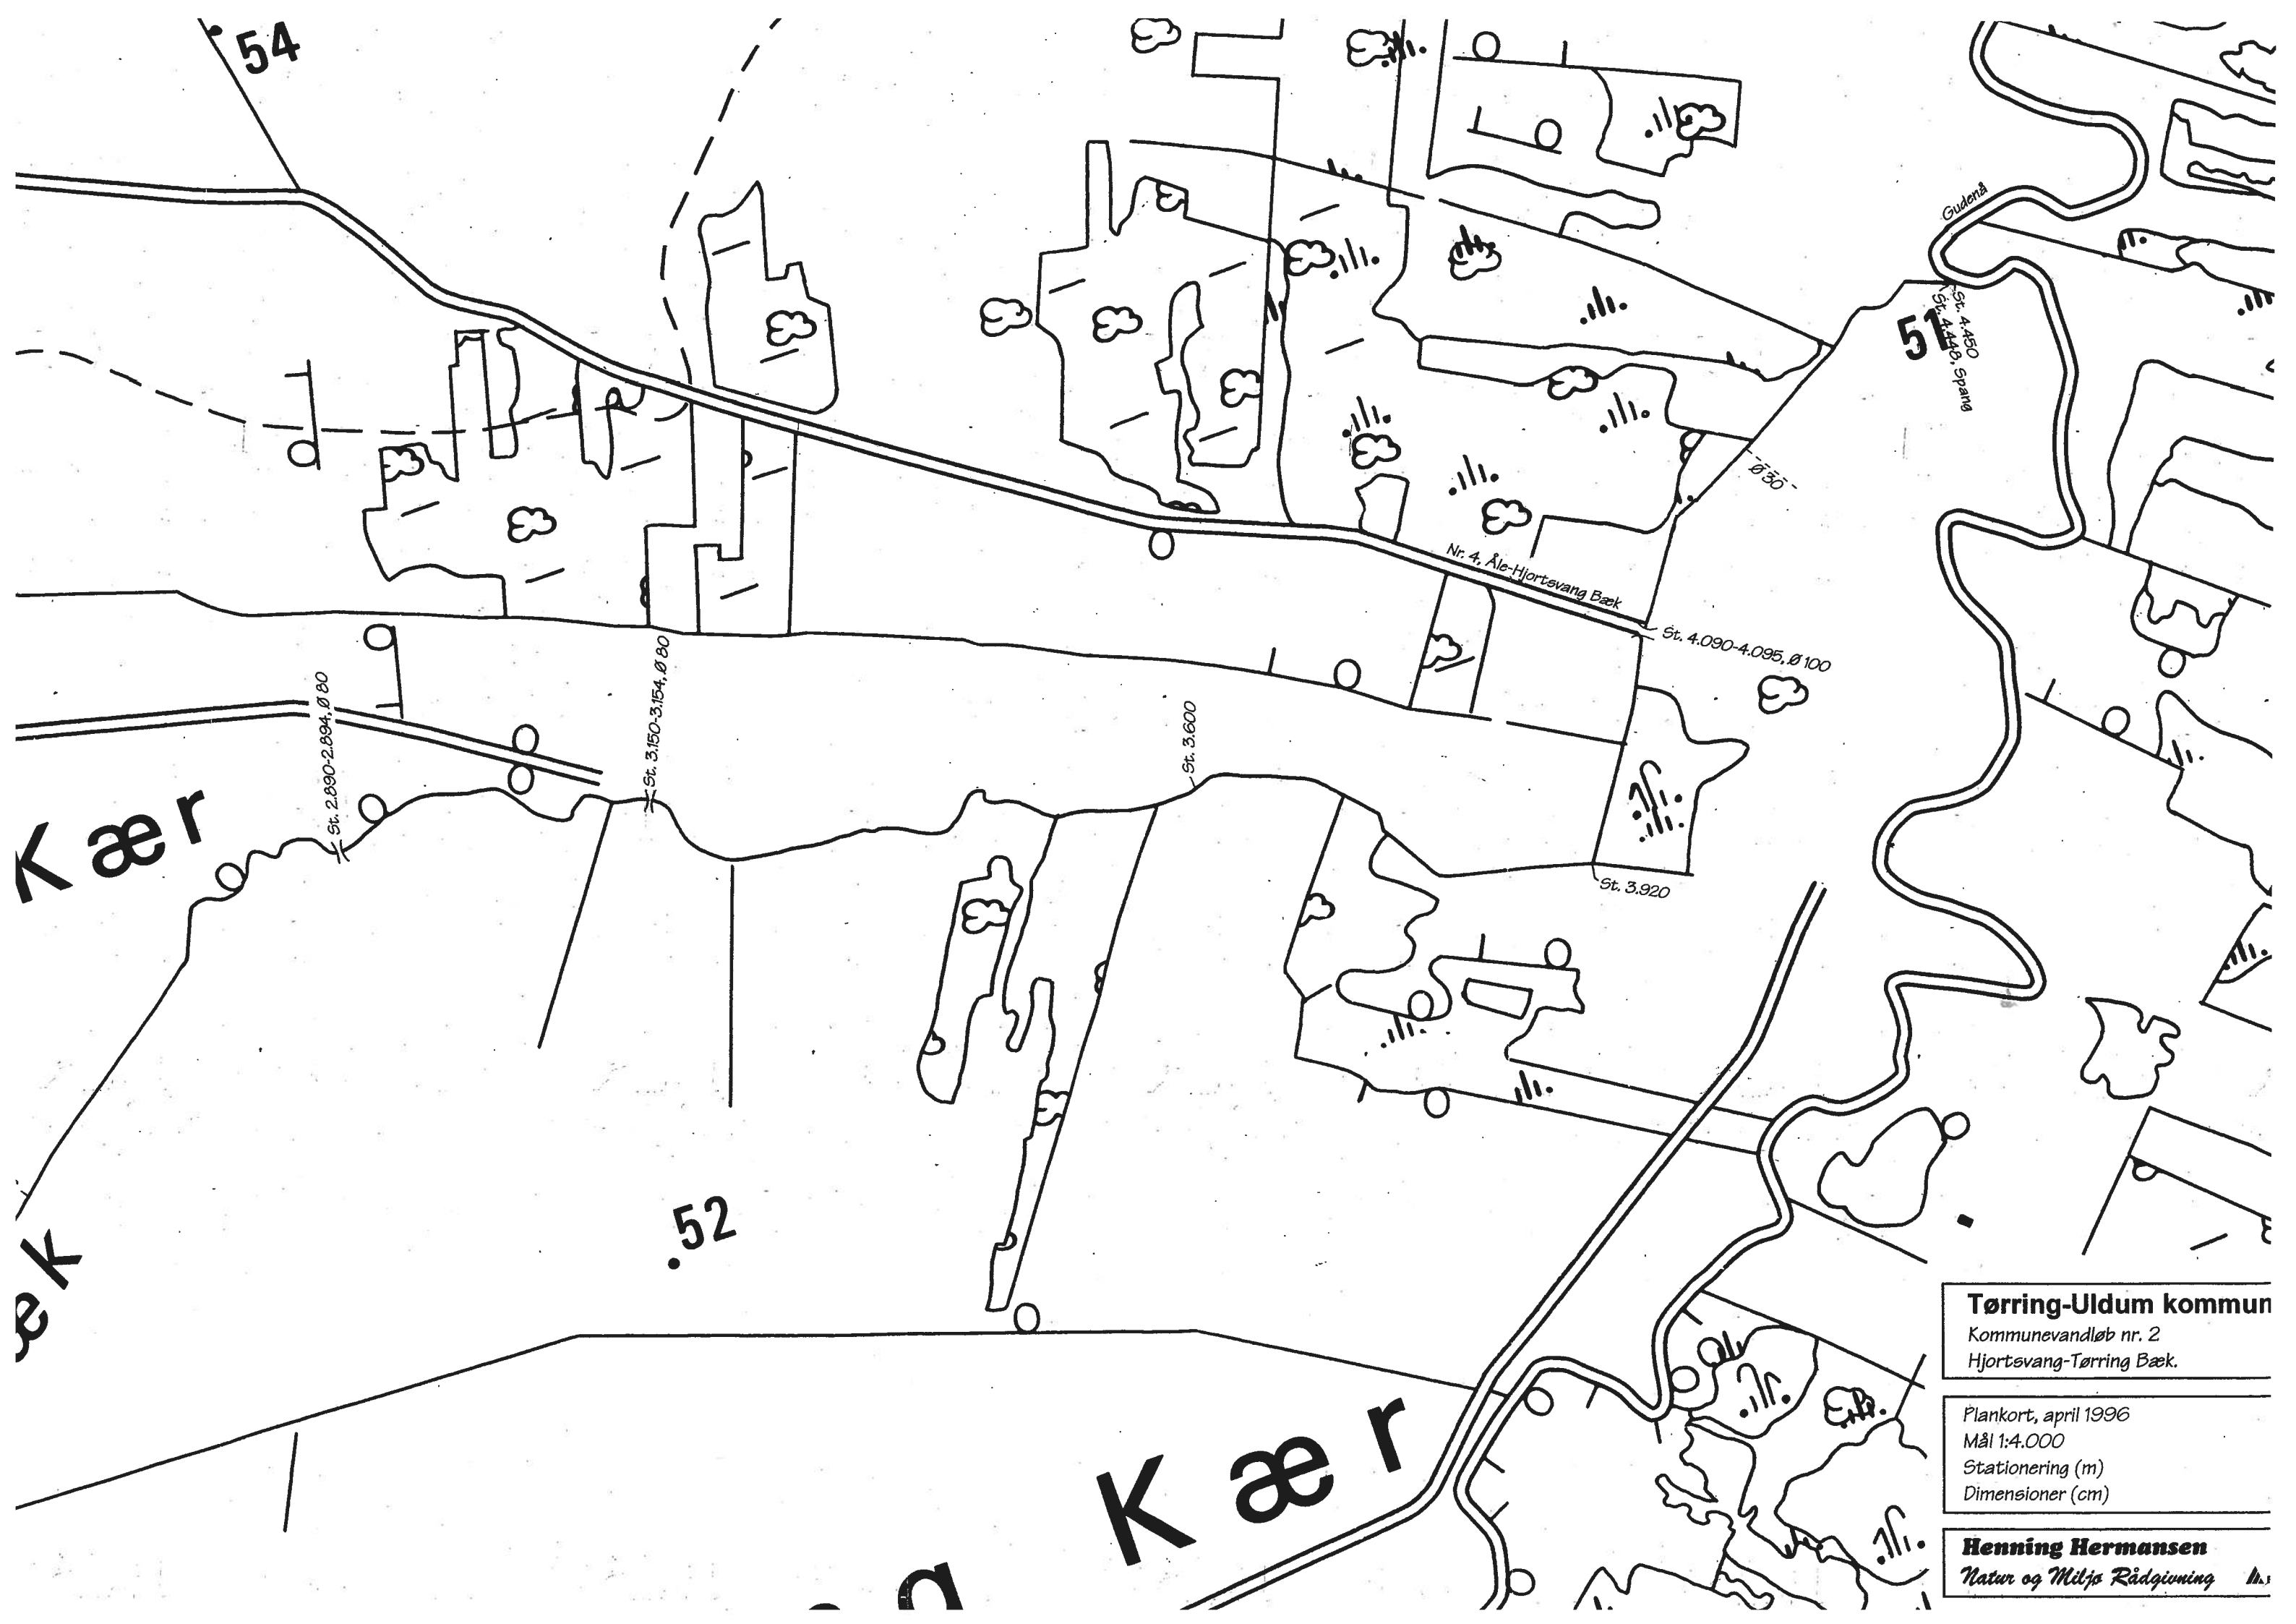 54
Gudenå
51
St. 4.450
St. 4.448, Spang
Ø 30
Nr. 4, Åle-Hjortsvang Bæk
St. 4.090-4.095, Ø 100
St. 2.890-2.894, Ø 80
St. 3.150-3.154, Ø 80
St. 3.600
Kær
St. 3.920
52
Kær
Tørring-Uldum kommun
Kommunevandløb nr. 2
Hjortsvang-Tørring Bæk.
Plankort, april 1996
Mål 1:4.000
Stationering (m)
Dimensioner (cm)
Henning Hermansen
Natur og Miljø Rådgivning